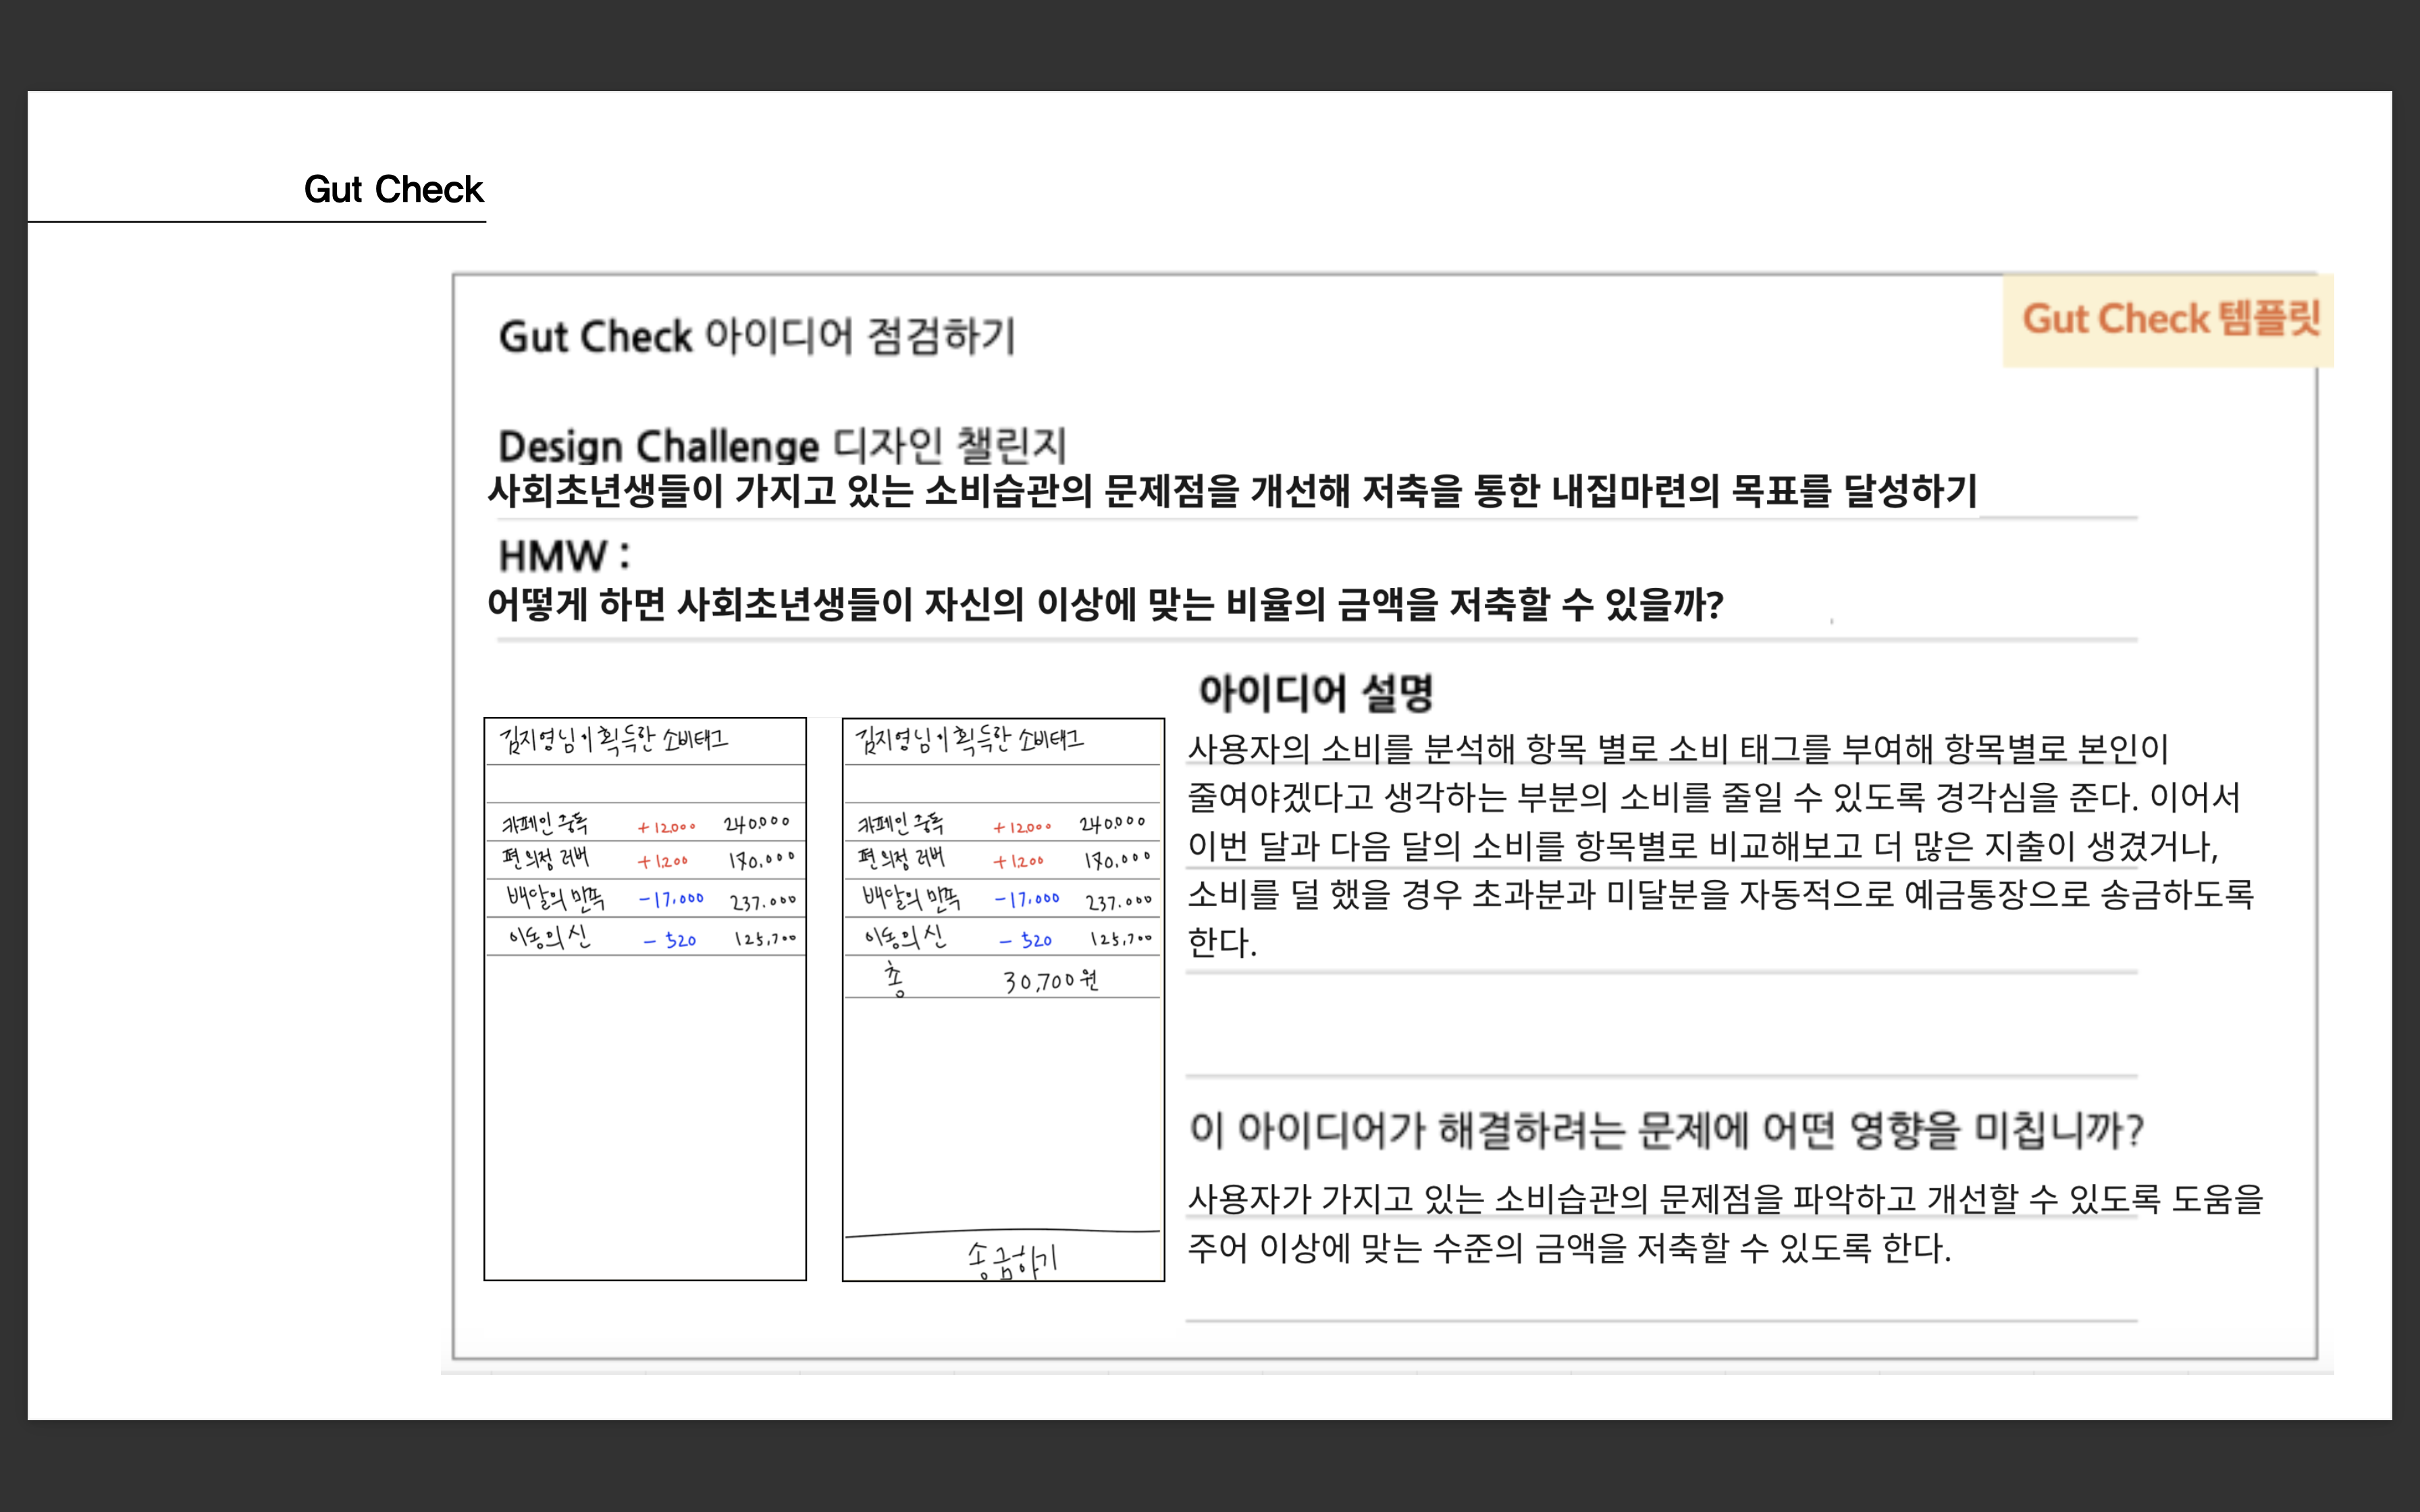 Gut Check
Gut Check 템플릿
Gut Check 아이디어 점검하기
Design Challenge 디자인 챌린지
사회초년생들이 가지고 있는 소비습관의 문제점을 개선해 저축을 통한 내집마련의 목표를 달성하기
HMW :
어떻게 하면 사회초년생들이 자신의 이상에 맞는 비율의 금액을 저축할 수 있을까?
김지영님이 획득한 소비태그
카페인 중독 +12.000 240.000
편의점 러버 +1,200 170.000
배달의 만뚝 -17,000 237.000
이동의 신 - 520 125,700
김지영님이 획득한 소비태그
카페인 중독 +12.000 240.000
편의점 러버 +1,200 170.000
배달의 만뚝 -17,000 237.000
이동의 신 - 520 125,700
총 30,700원
송금하기
아이디어 설명
사용자의 소비를 분석해 항목 별로 소비 태그를 부여해 항목별로 본인이
줄여야겠다고 생각하는 부분의 소비를 줄일 수 있도록 경각심을 준다. 이어서
이번 달과 다음 달의 소비를 항목별로 비교해보고 더 많은 지출이 생겼거나,
소비를 덜 했을 경우 초과분과 미달분을 자동적으로 예금통장으로 송금하도록
한다.
이 아이디어가 해결하려는 문제에 어떤 영향을 미칩니까?
사용자가 가지고 있는 소비습관의 문제점을 파악하고 개선할 수 있도록 도움을
주어 이상에 맞는 수준의 금액을 저축할 수 있도록 한다.